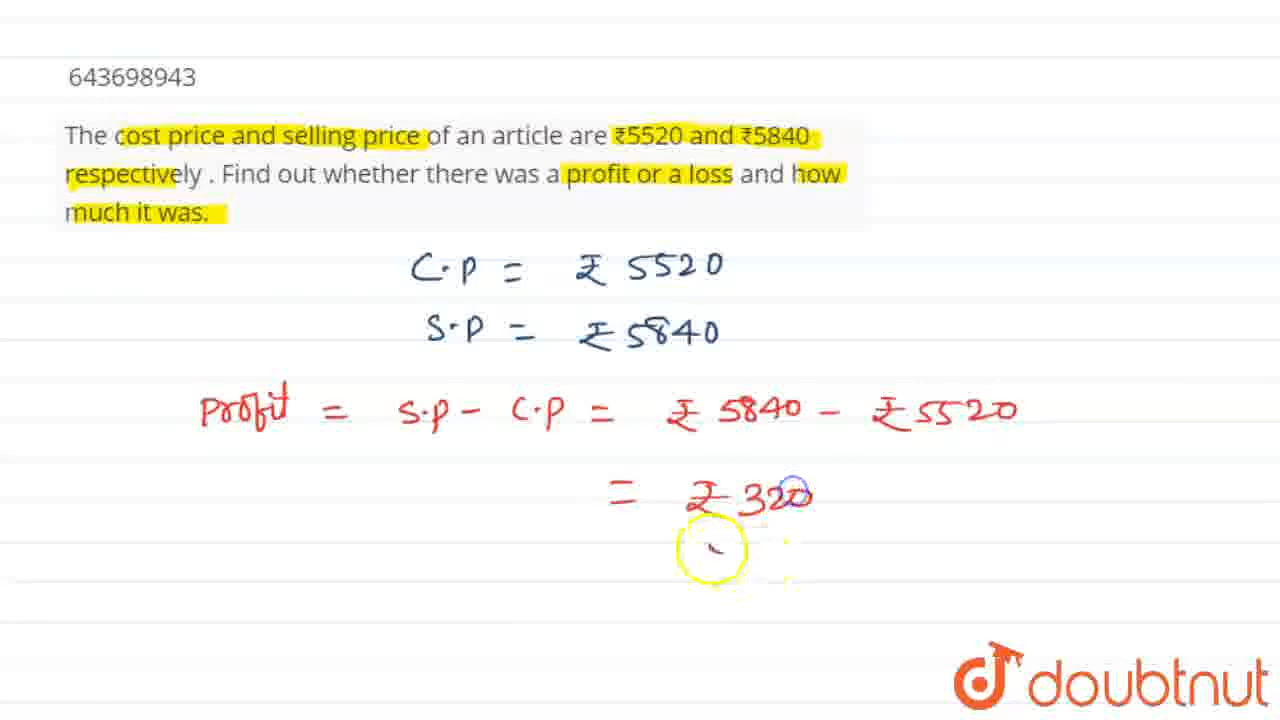 643698943
The cost price and selling price of an article are ₹5520 and ₹5840
respectively . Find out whether there was a profit or a loss and how
much it was.
C.P = ₹ 5520
S.P = ₹ 5840
Profit = S.P - C.P = ₹ 5840 - ₹ 5520
= ₹ 320
doubtnut